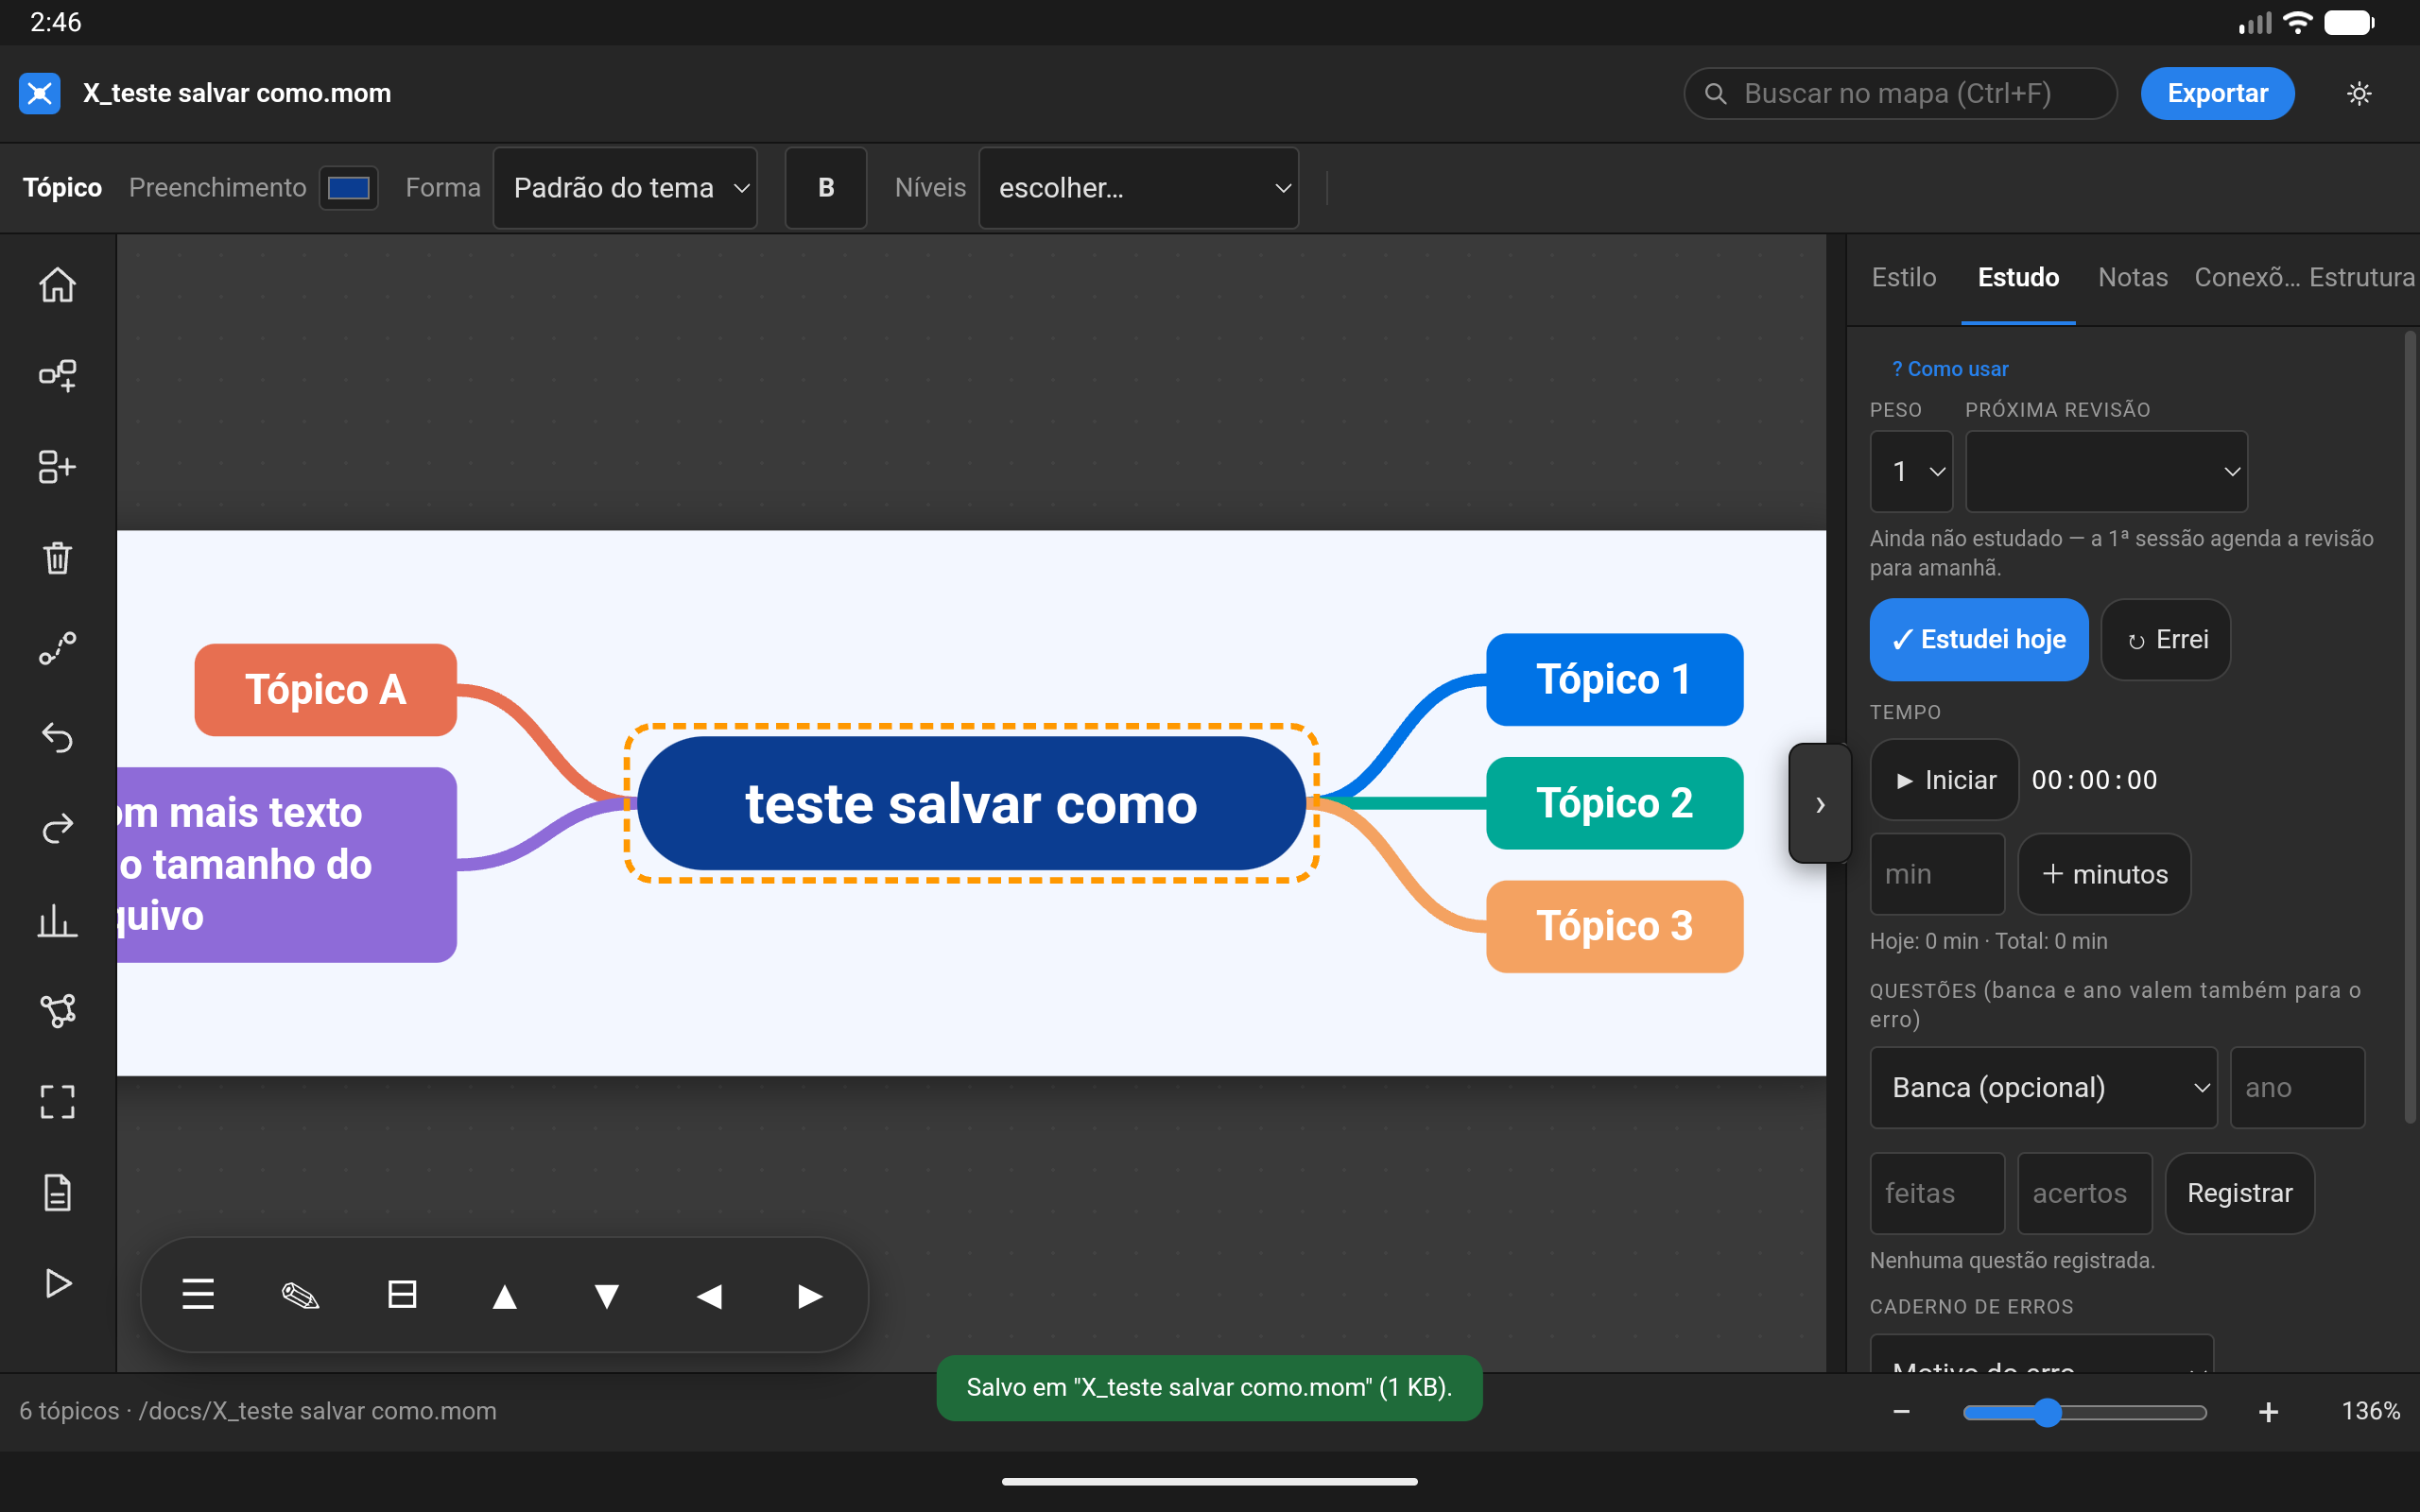 2:46
X_teste salvar como.mom
Buscar no mapa (Ctrl+F)
Exportar
Tópico
Preenchimento
Forma
Padrão do tema
B
Níveis
escolher...
Estilo
Estudo
Notas
Conexõ...
Estrutura
? Como usar
PESO
PRÓXIMA REVISÃO
1
Ainda não estudado — a 1ª sessão agenda a revisão
para amanhã.
✓ Estudei hoje
↻ Errei
TEMPO
► Iniciar
00:00:00
min
+ minutos
Hoje: 0 min · Total: 0 min
QUESTÕES (banca e ano valem também para o
erro)
Banca (opcional)
ano
feitas
acertos
Registrar
Nenhuma questão registrada.
CADERNO DE ERROS
Motivo do erro
Tópico A
om mais texto
o tamanho do
quivo
teste salvar como
Tópico 1
Tópico 2
Tópico 3
Salvo em "X_teste salvar como.mom" (1 KB).
6 tópicos · /docs/X_teste salvar como.mom
136%